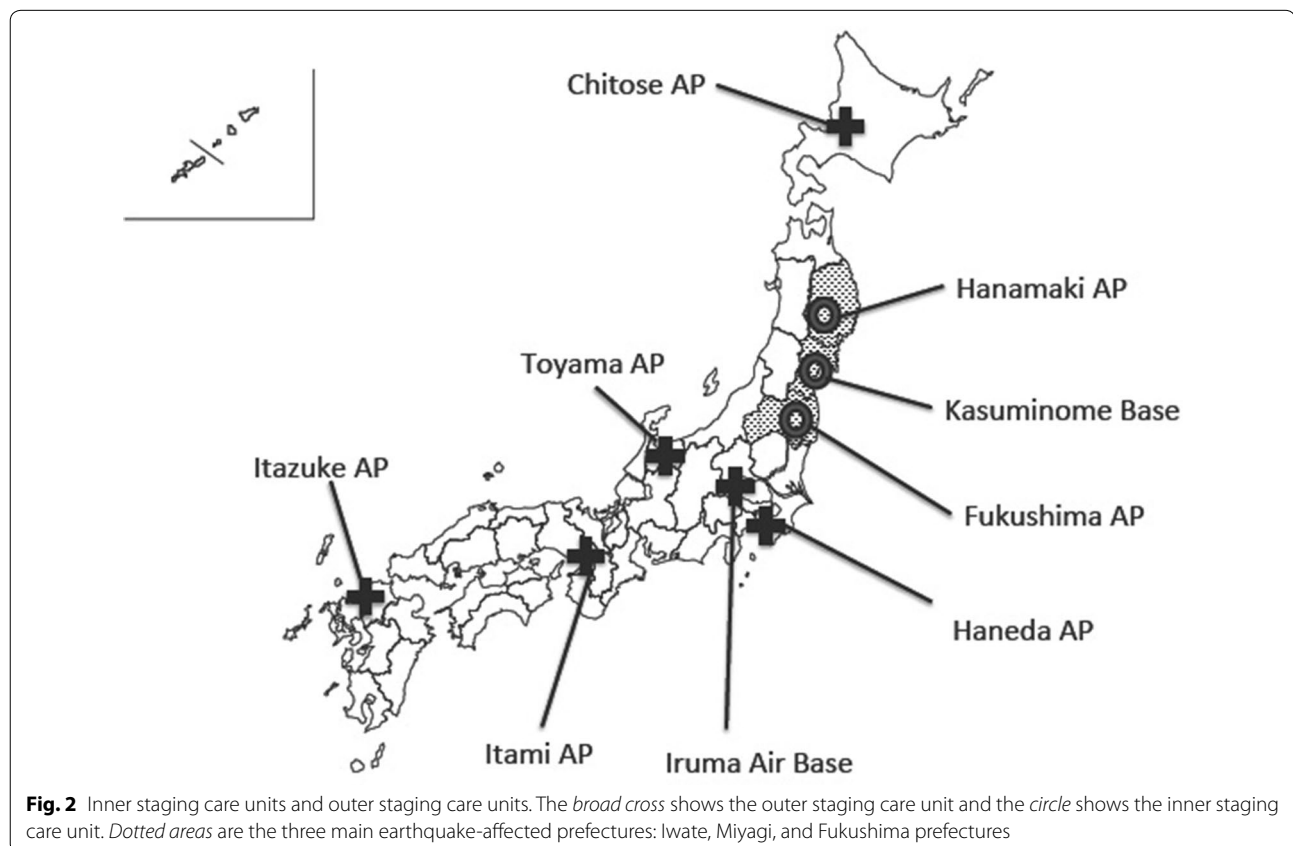 Chitose AP
Hanamaki AP
Toyama AP
Kasuminome Base
Itazuke AP
Fukushima AP
Haneda AP
Itami AP
Iruma Air Base
Fig. 2 Inner staging care units and outer staging care units. The broad cross shows the outer staging care unit and the circle shows the inner staging
care unit. Dotted areas are the three main earthquake-affected prefectures: Iwate, Miyagi, and Fukushima prefectures